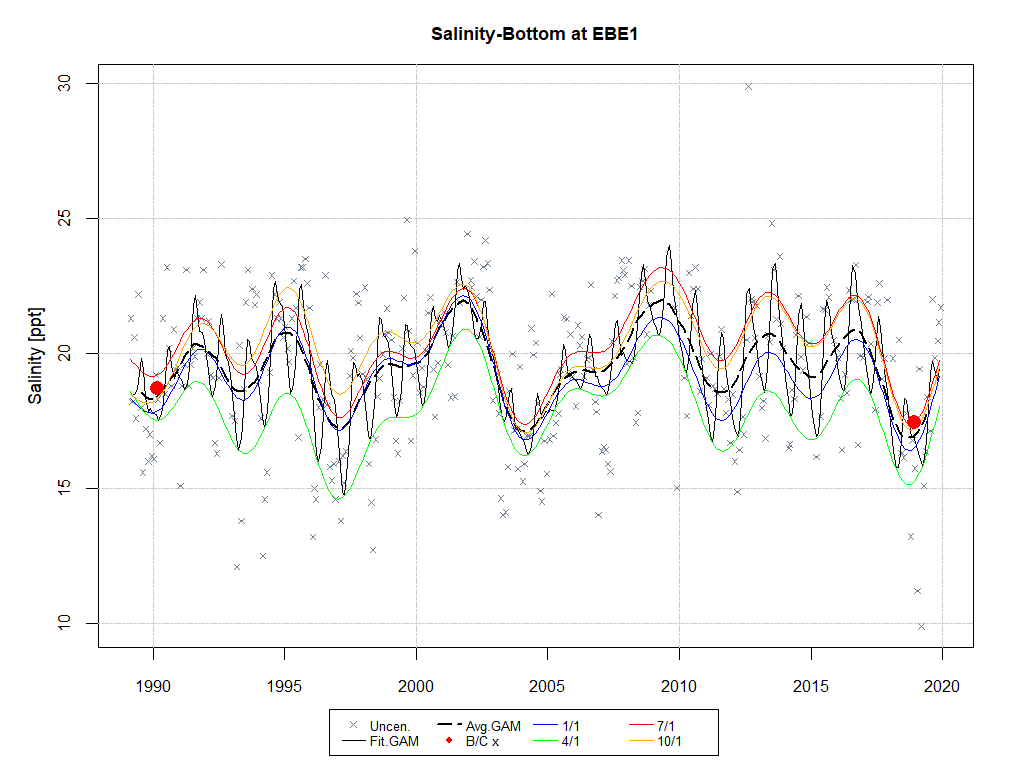 Salinity-Bottom at EBE1
Salinity [ppt]
30
25
20
15
10
1990 1995 2000 2005 2010 2015 2020
Uncen. Avg.GAM 1/1 7/1
Fit.GAM B/C x 4/1 10/1